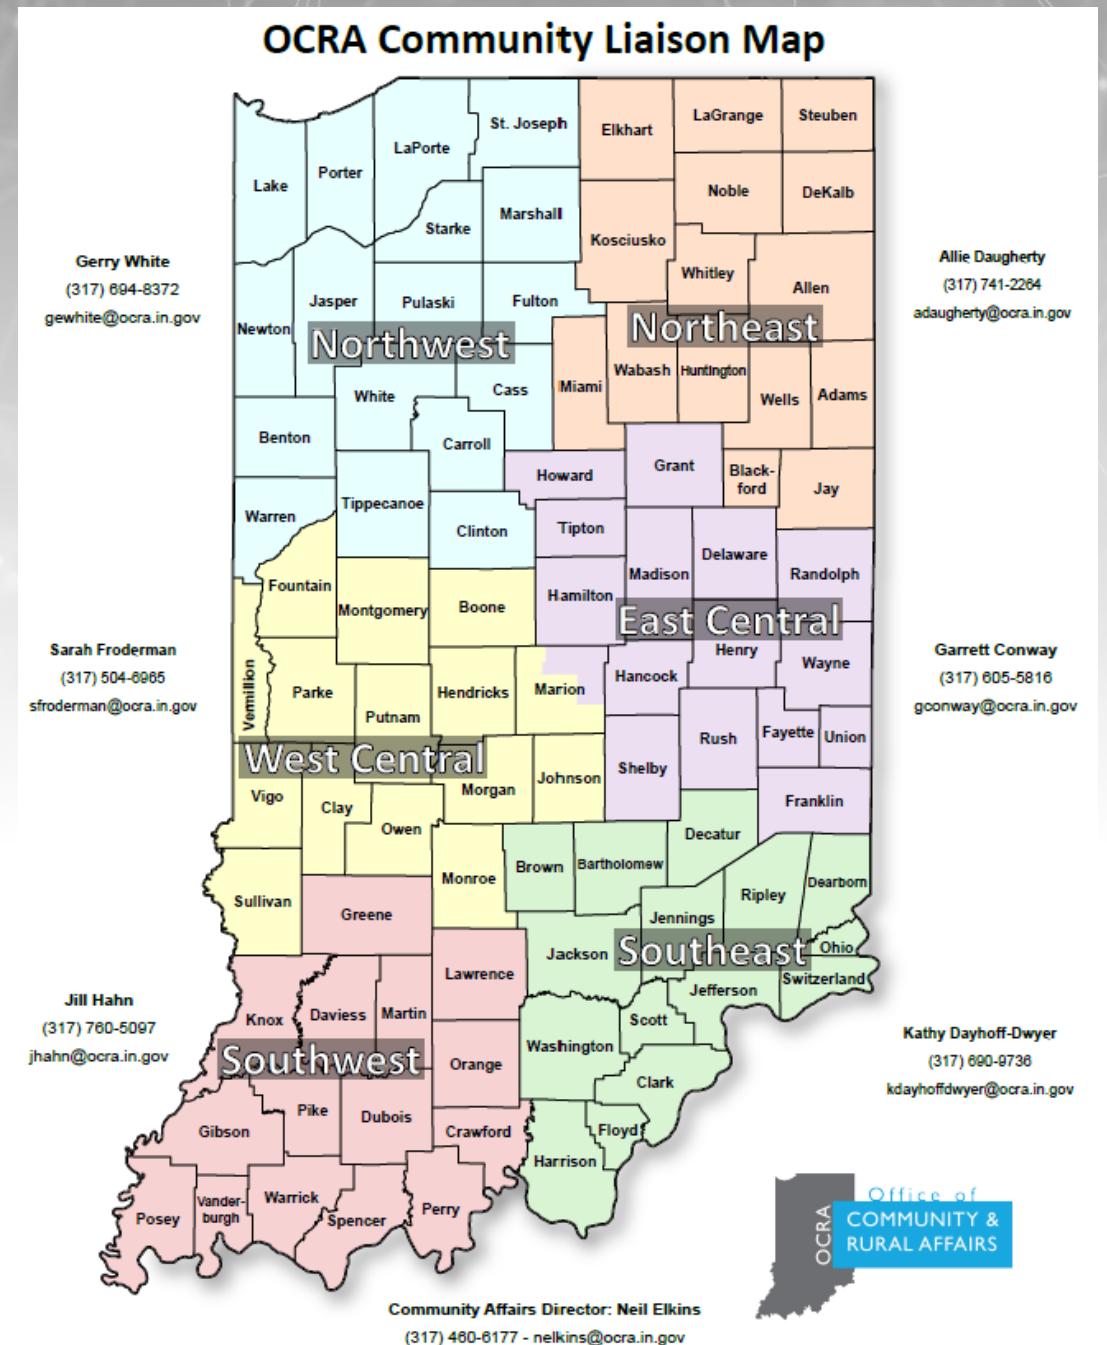 OCRA Community Liaison Map
St. Joseph
Elkhart
LaGrange
Steuben
LaPorte
Porter
Lake
Noble
DeKalb
Marshall
Starke
Kosciusko
Whitley
Allen
Gerry White
(317) 694-8372
gewhite@ocra.in.gov
Allie Daugherty
(317) 741-2264
adaugherty@ocra.in.gov
Newton
Jasper
Pulaski
Fulton
Northwest
Northeast
Wabash
Huntington
Miami
Cass
White
Wells
Adams
Benton
Carroll
Howard
Grant
Black-
ford
Jay
Warren
Tippecanoe
Clinton
Tipton
Delaware
Madison
Randolph
Fountain
Montgomery
Boone
Hamilton
East Central
Henry
Wayne
Hancock
Sarah Froderman
(317) 504-6965
sfroderman@ocra.in.gov
Garrett Conway
(317) 605-5816
gconway@ocra.in.gov
Vermillion
Parke
Putnam
Hendricks
Marion
Rush
Fayette
Union
Shelby
West Central
Vigo
Clay
Morgan
Johnson
Franklin
Owen
Decatur
Brown
Bartholomew
Monroe
Sullivan
Greene
Ripley
Dearborn
Jennings
Jackson
Southeast
Ohio
Switzerland
Jefferson
Lawrence
Jill Hahn
(317) 760-5097
jhahn@ocra.in.gov
Knox
Daviess
Martin
Scott
Washington
Southwest
Orange
Clark
Kathy Dayhoff-Dwyer
(317) 690-9736
kdayhoffdwyer@ocra.in.gov
Pike
Dubois
Gibson
Crawford
Floyd
Harrison
Posey
Vander-
burgh
Warrick
Spencer
Perry
OCRA
Office of
COMMUNITY &
RURAL AFFAIRS
Community Affairs Director: Neil Elkins
(317) 460-6177 - nelkins@ocra.in.gov